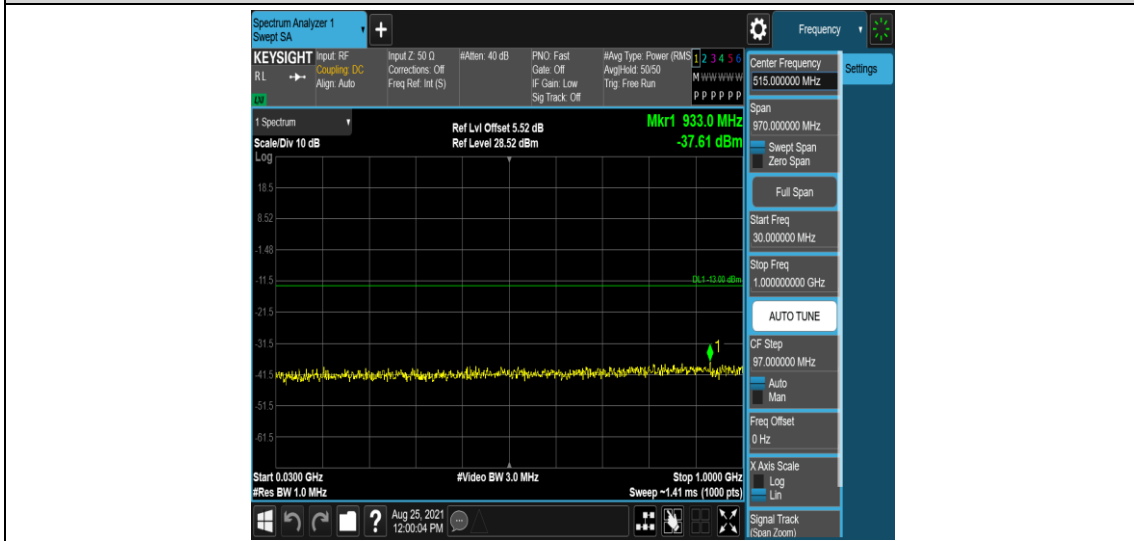 Spectrum Analyzer 1
Swept SA
+
Frequency
KEYSIGHT
RL
LXI
Input: RF
Coupling: DC
Align: Auto
Input Z: 50 Ω
Corrections: Off
Freq Ref: Int (S)
#Atten: 40 dB
PNO: Fast
Gate: Off
IF Gain: Low
Sig Track: Off
#Avg Type: Power (RMS
Avg|Hold: 50/50
Trig: Free Run
1 2 3 4 5 6
M W W W W W
P P P P P P
1 Spectrum
Scale/Div 10 dB
Log
Ref Lvl Offset 5.52 dB
Ref Level 28.52 dBm
Mkr1 933.0 MHz
-37.61 dBm
18.5
8.52
-1.48
-11.5
DL1 -13.00 dBm
-21.5
-31.5
1
-41.5
-51.5
-61.5
Start 0.0300 GHz
#Res BW 1.0 MHz
#Video BW 3.0 MHz
Stop 1.0000 GHz
Sweep ~1.41 ms (1000 pts)
?
Aug 25, 2021
12:00:04 PM
Center Frequency
515.000000 MHz
Settings
Span
970.000000 MHz
Swept Span
Zero Span
Full Span
Start Freq
30.000000 MHz
Stop Freq
1.000000000 GHz
AUTO TUNE
CF Step
97.000000 MHz
Auto
Man
Freq Offset
0 Hz
X Axis Scale
Log
Lin
Signal Track
(Span Zoom)